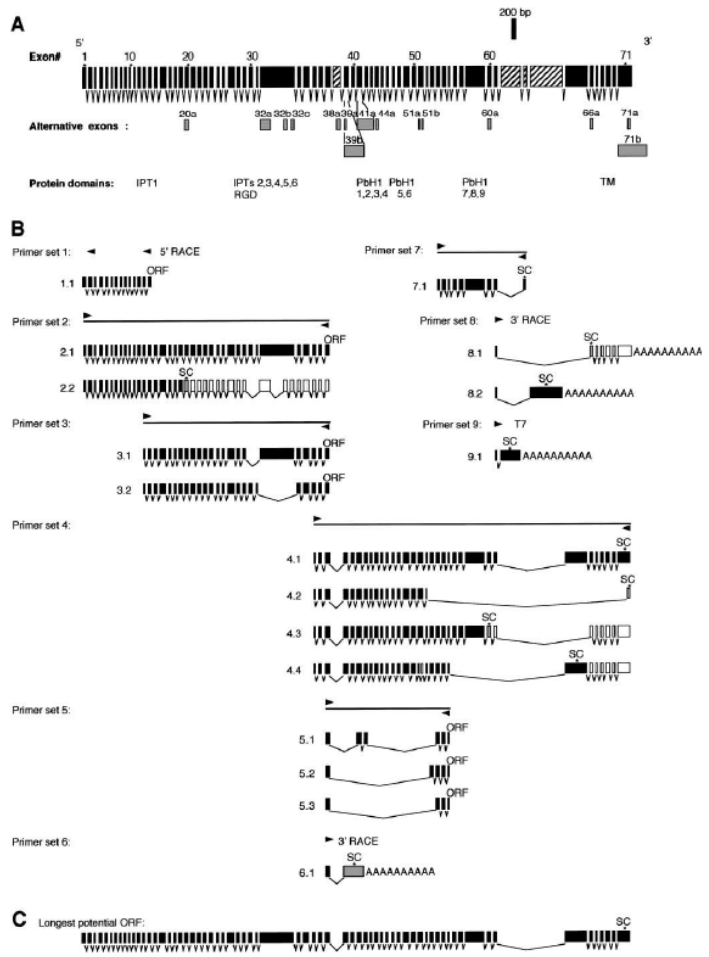 A
200 bp
5'
3'
Exon#
1 10 20 30 40 50 60 71
Alternative exons :
20a 32a 32b 32c 38a 39a 41a 44a 51a 51b 60a 66a 71a
39b 71b
Protein domains: IPT1 IPTs 2,3,4,5,6 PbH1 PbH1 PbH1 TM
RGD 1,2,3,4 5,6 7,8,9
B
Primer set 1: 5' RACE
ORF
1.1
Primer set 2:
ORF
2.1
SC
2.2
Primer set 3:
ORF
3.1
ORF
3.2
Primer set 7:
SC
7.1
Primer set 8: 3' RACE
SC
8.1 AAAAAAAAAA
SC
8.2 AAAAAAAAAA
Primer set 9: T7
SC
9.1 AAAAAAAAAA
Primer set 4:
SC
4.1
SC
4.2
SC
4.3
SC
4.4
Primer set 5:
ORF
5.1
ORF
5.2
ORF
5.3
Primer set 6: 3' RACE
SC
6.1 AAAAAAAAAA
C
Longest potential ORF:
SC